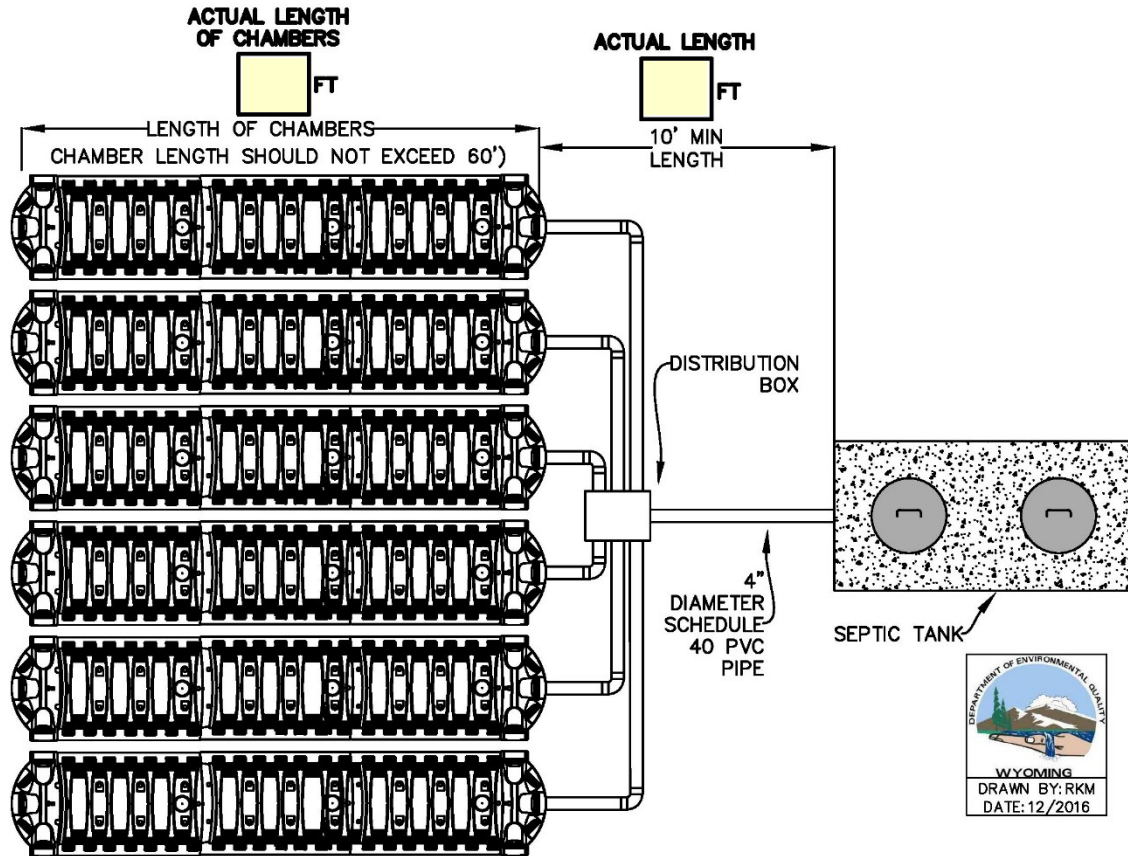 ACTUAL LENGTH
OF CHAMBERS
FT
ACTUAL LENGTH
FT
LENGTH OF CHAMBERS
CHAMBER LENGTH SHOULD NOT EXCEED 60')
10' MIN
LENGTH
DISTRIBUTION
BOX
4"
DIAMETER
SCHEDULE
40 PVC
PIPE
SEPTIC TANK
DEPARTMENT OF ENVIRONMENTAL QUALITY
WYOMING
DRAWN BY: RKM
DATE: 12/2016